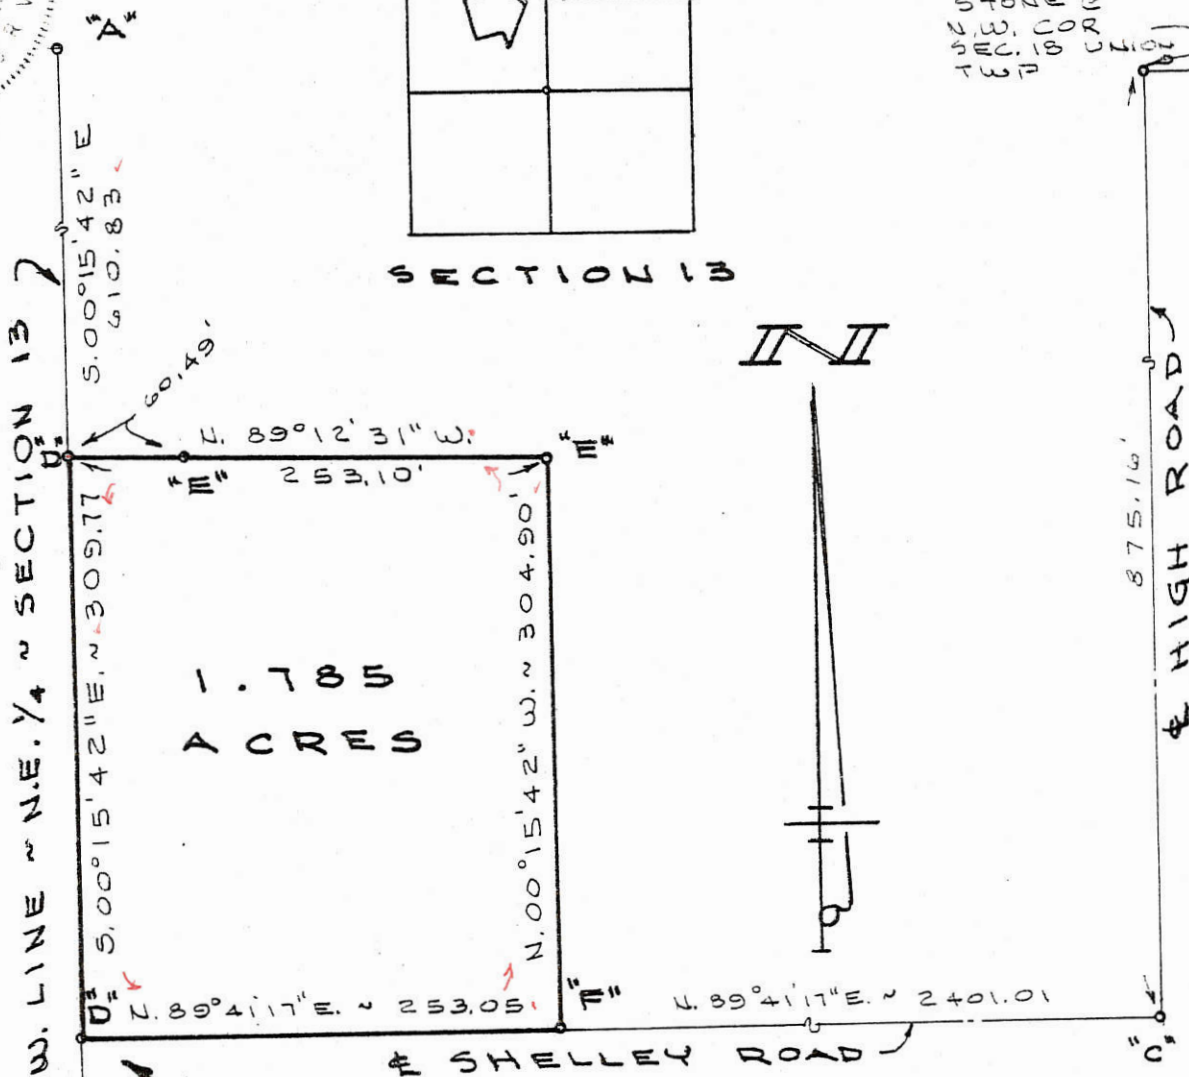 "A"
STONE @
N.W. COR
SEC. 18 UNION
TWP
S.00°15'42" E
610.83
SECTION 13
60.49'
N
N. 89°12'31" W.
253.10'
"D"
"E"
"E"
W. LINE ~ N.E. 1/4 ~ SECTION 13
S.00°15'42" E. ~ 309.77
N.00°15'42" W. ~ 304.90'
1.785
ACRES
875.16'
℄ HIGH ROAD
"D"
N. 89°41'17" E. ~ 253.05
"F"
N. 89°41'17" E. ~ 2401.01
"C"
℄ SHELLEY ROAD